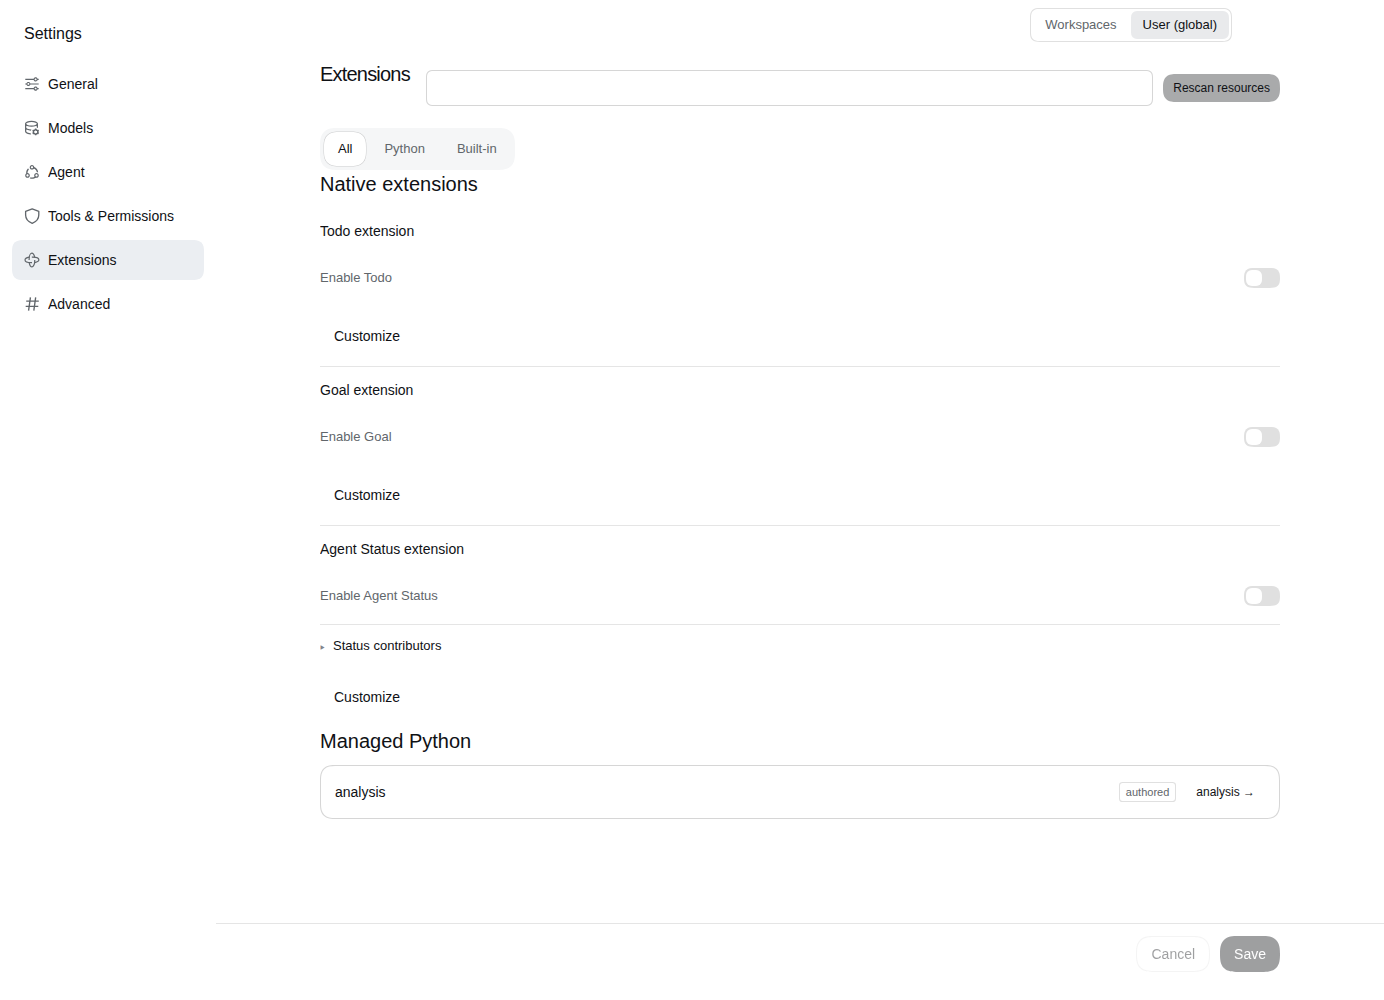 Settings
General
Models
Agent
Tools & Permissions
Extensions
Advanced
Workspaces
User (global)
Extensions
Rescan resources
All
Python
Built-in
Native extensions
Todo extension
Enable Todo
Customize
Goal extension
Enable Goal
Customize
Agent Status extension
Enable Agent Status
Status contributors
Customize
Managed Python
analysis
authored
analysis →
Cancel
Save